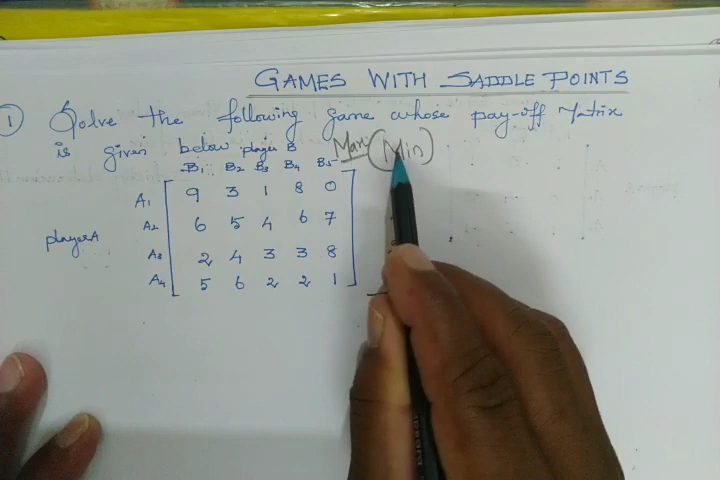 GAMES WITH SADDLE POINTS
1 Solve the following game whose pay-off Matrix
is given below player B Max (Min)
B1 B2 B3 B4 B5
A1 9 3 1 8 0
A2 6 5 4 6 7
player A
A3 2 4 3 3 8
A4 5 6 2 2 1